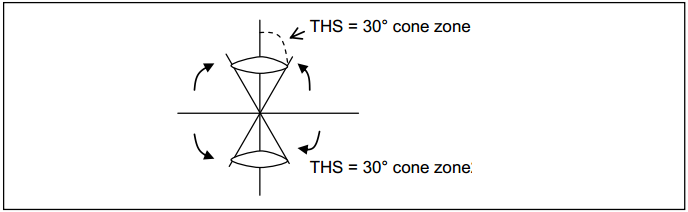 THS = 30° cone zone
THS = 30° cone zone